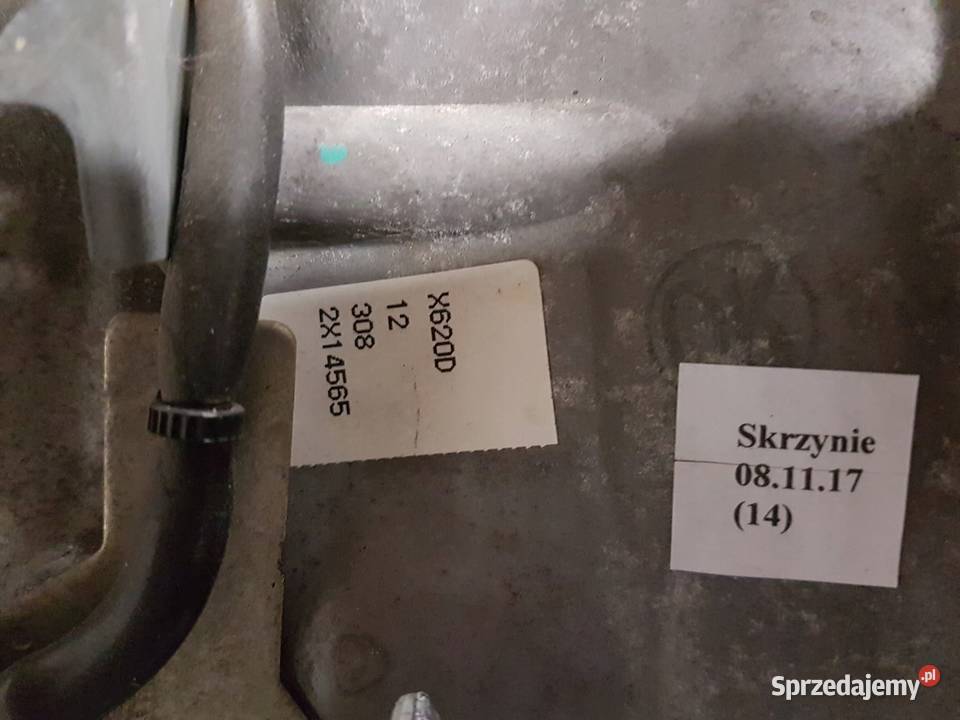 X620D
12
308
2X14565
Skrzynie
08.11.17
(14)
Sprzedajemy.pl